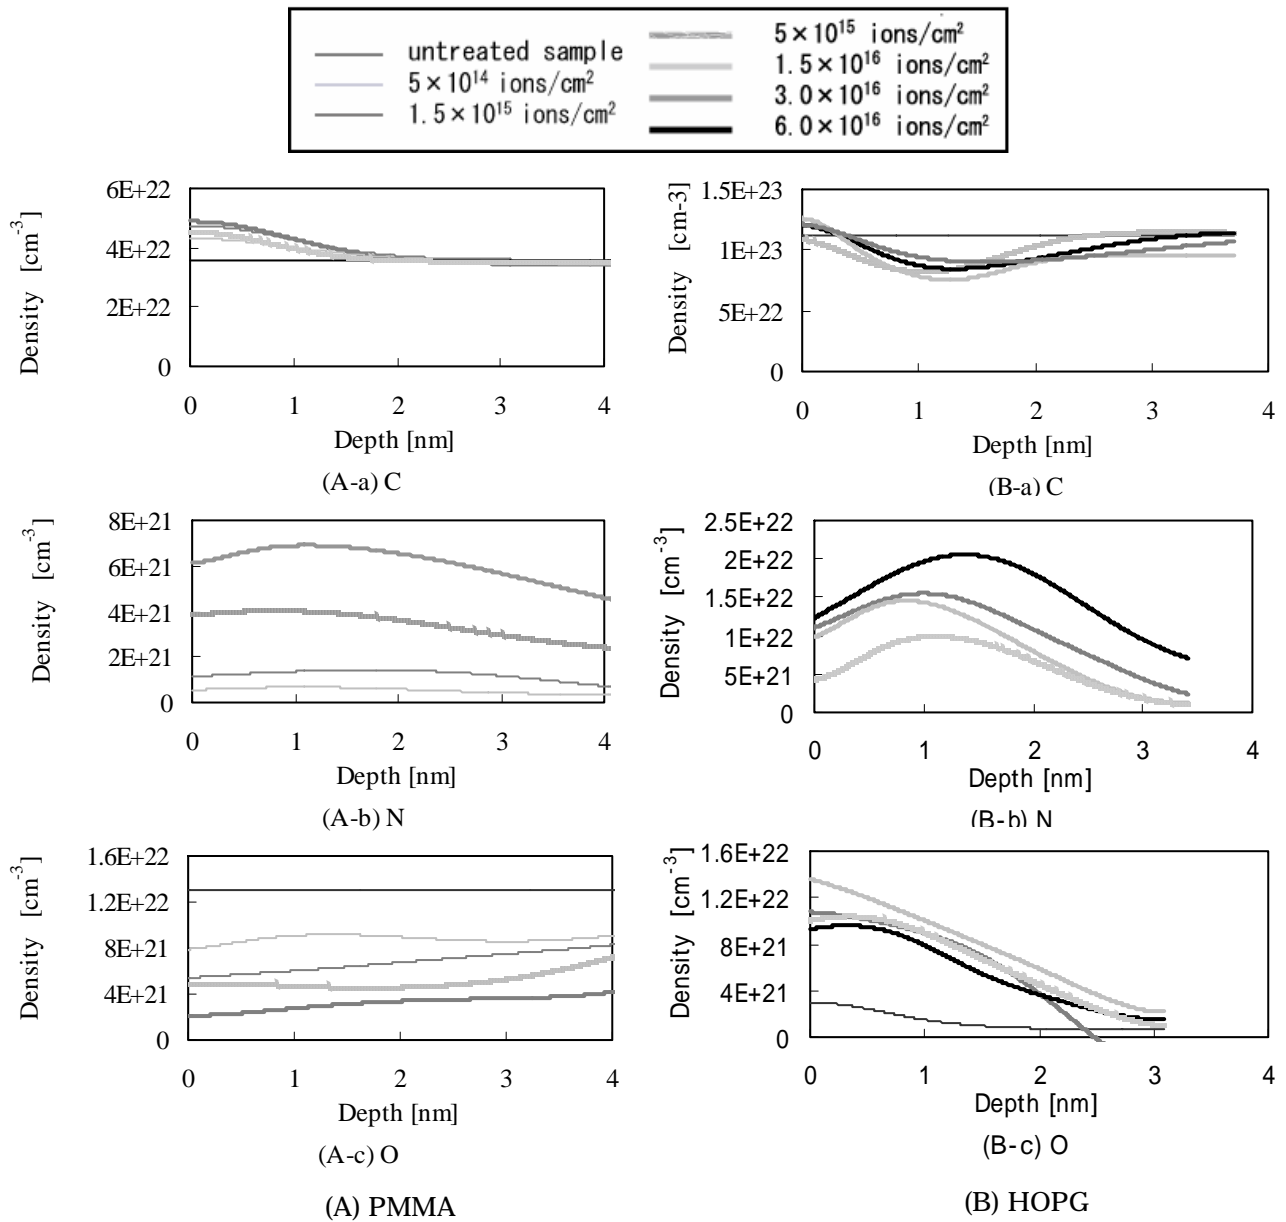 untreated sample
5×10¹⁴ ions/cm²
1.5×10¹⁵ ions/cm²
5×10¹⁵ ions/cm²
1.5×10¹⁶ ions/cm²
3.0×10¹⁶ ions/cm²
6.0×10¹⁶ ions/cm²
Density [cm⁻³]
6E+22
4E+22
2E+22
0
0 1 2 3 4
Depth [nm]
(A-a) C
Density [cm-3]
1.5E+23
1E+23
5E+22
0
0 1 2 3 4
Depth [nm]
(B-a) C
Density [cm⁻³]
8E+21
6E+21
4E+21
2E+21
0
0 1 2 3 4
Depth [nm]
(A-b) N
Density [cm⁻³]
2.5E+22
2E+22
1.5E+22
1E+22
5E+21
0
0 1 2 3 4
Depth [nm]
(B-b) N
Density [cm⁻³]
1.6E+22
1.2E+22
8E+21
4E+21
0
0 1 2 3 4
Depth [nm]
(A-c) O
Density [cm⁻³]
1.6E+22
1.2E+22
8E+21
4E+21
0
0 1 2 3 4
Depth [nm]
(B-c) O
(A) PMMA
(B) HOPG